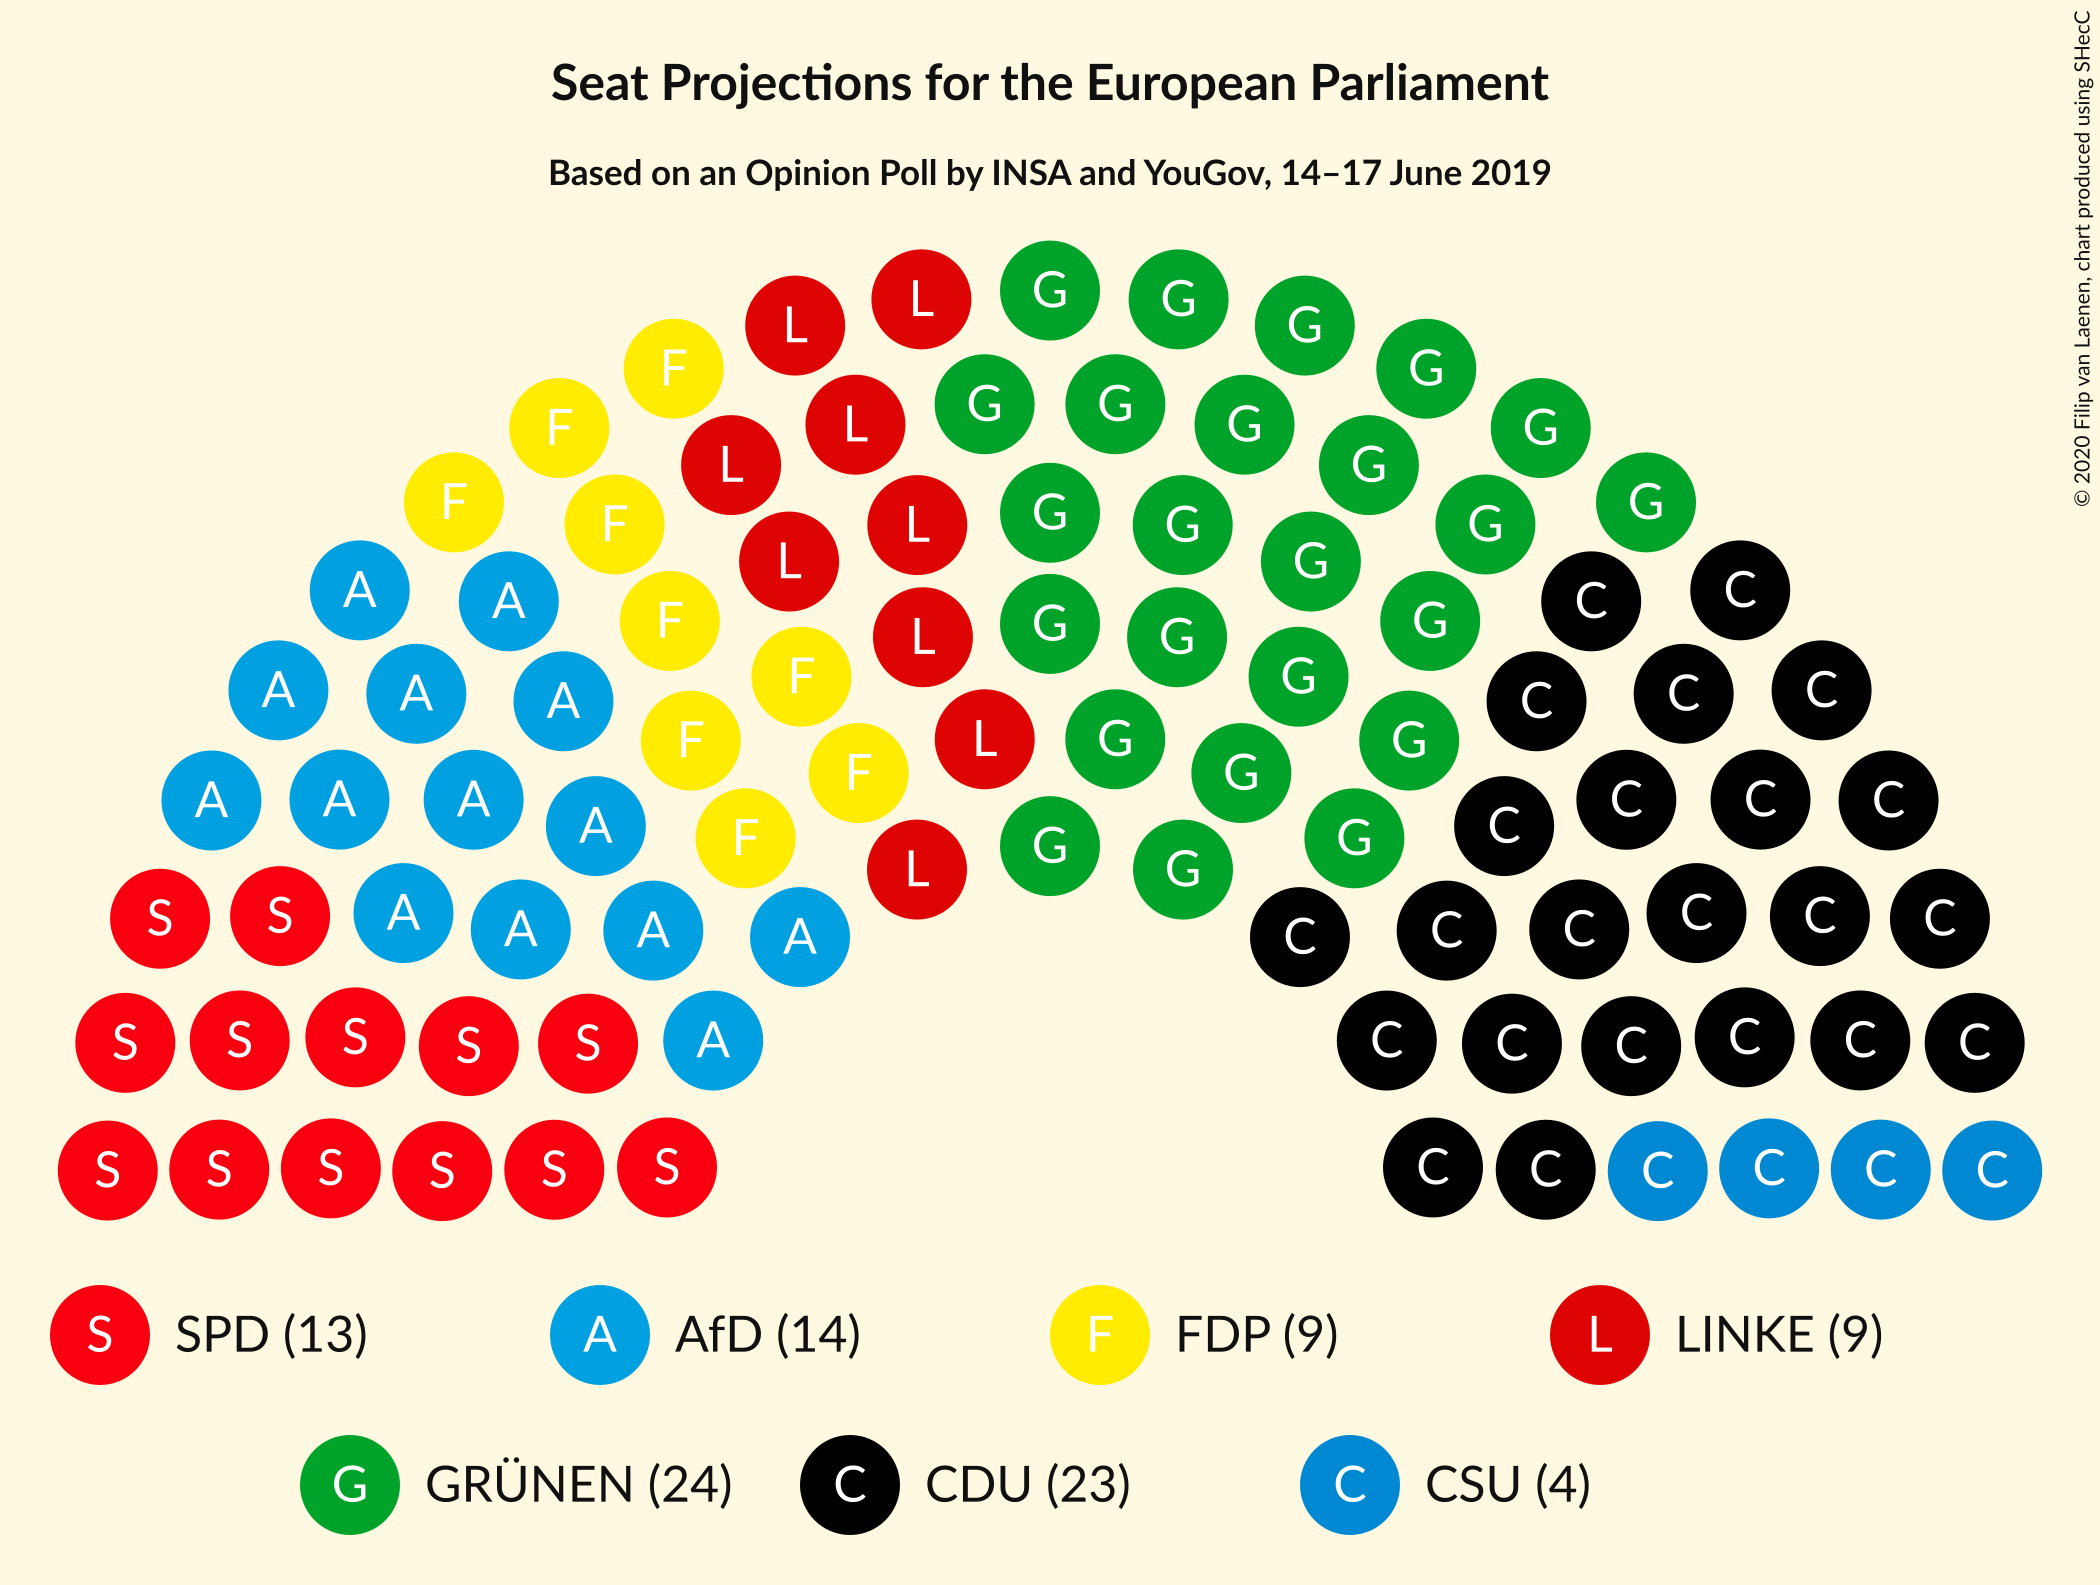 Seat Projections for the European Parliament
Based on an Opinion Poll by INSA and YouGov, 14–17 June 2019
© 2020 Filip van Laenen, chart produced using SHecC
L L G G G G
F L G G G G G
F F L L G G G G G
F A A F L G G G G C C
A A A F F L G G G C C C
A A A A F F L G G G C C C C
S S A A A A F L G G G C C C C C C
S S S S S A C C C C C C
S S S S S S C C C C C C
S SPD (13) A AfD (14) F FDP (9) L LINKE (9)
G GRÜNEN (24) C CDU (23) C CSU (4)